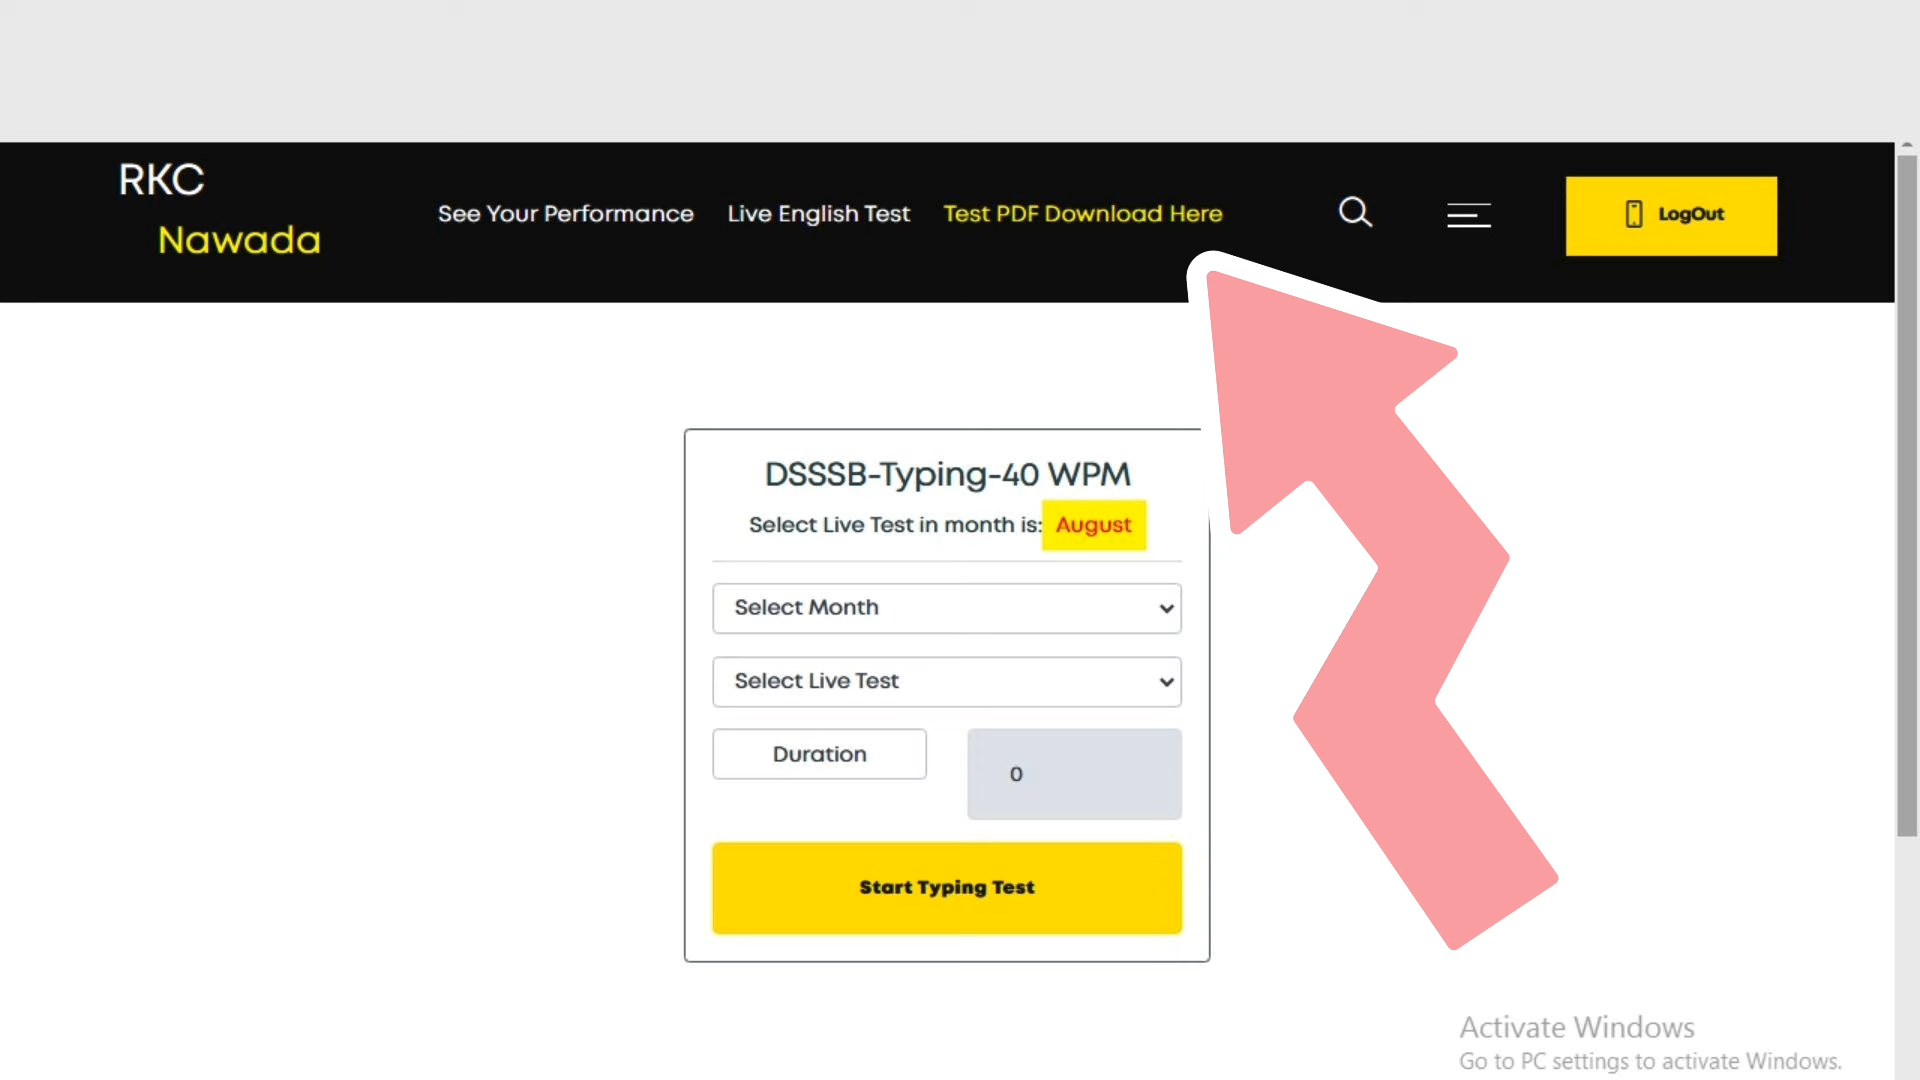 RKC
Nawada
See Your Performance
Live English Test
Test PDF Download Here
LogOut
DSSSB-Typing-40 WPM
Select Live Test in month is: August
Select Month
Select Live Test
Duration
0
Start Typing Test
Activate Windows
Go to PC settings to activate Windows.